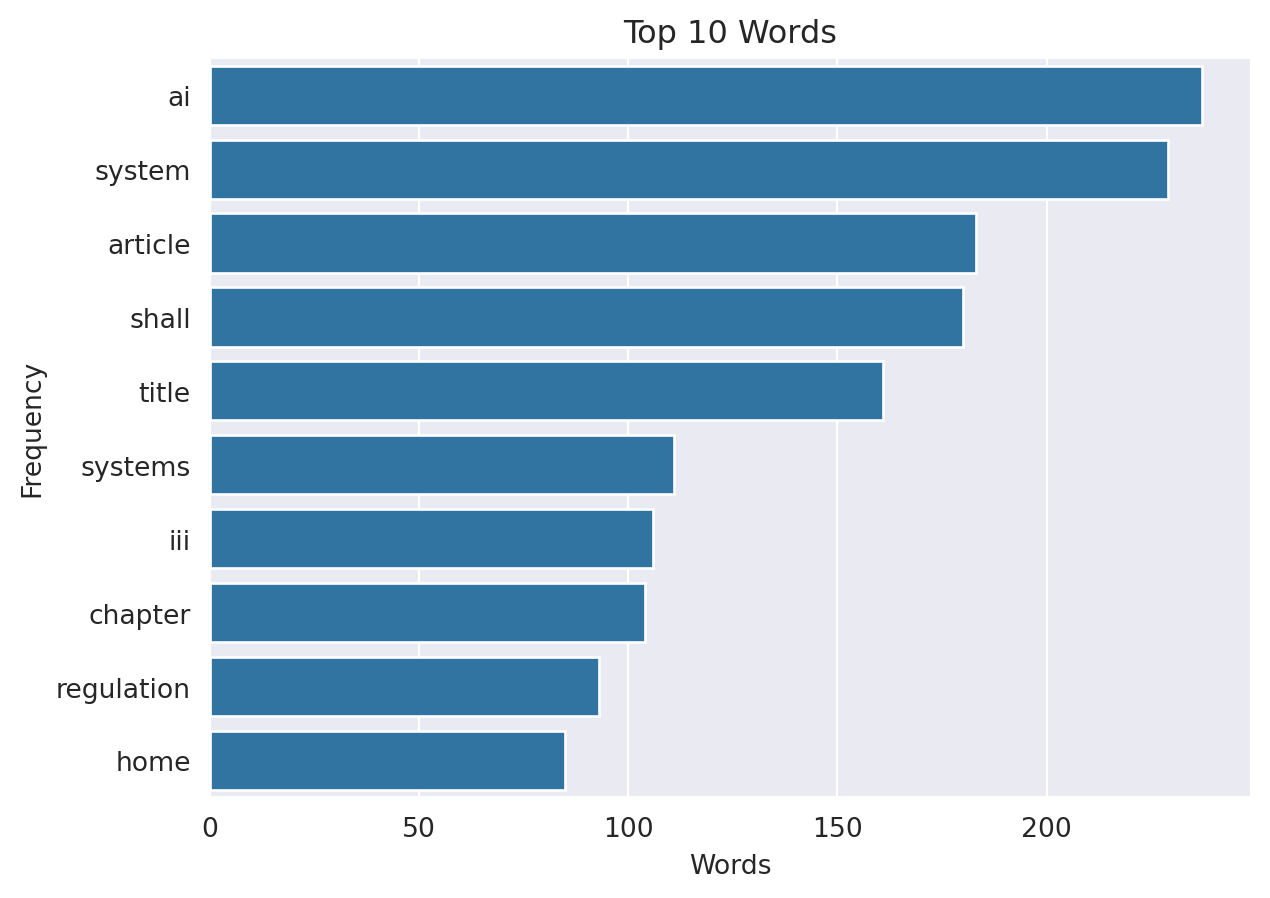 Top 10 Words
ai
system
article
shall
title
systems
iii
chapter
regulation
home
Frequency
0 50 100 150 200
Words